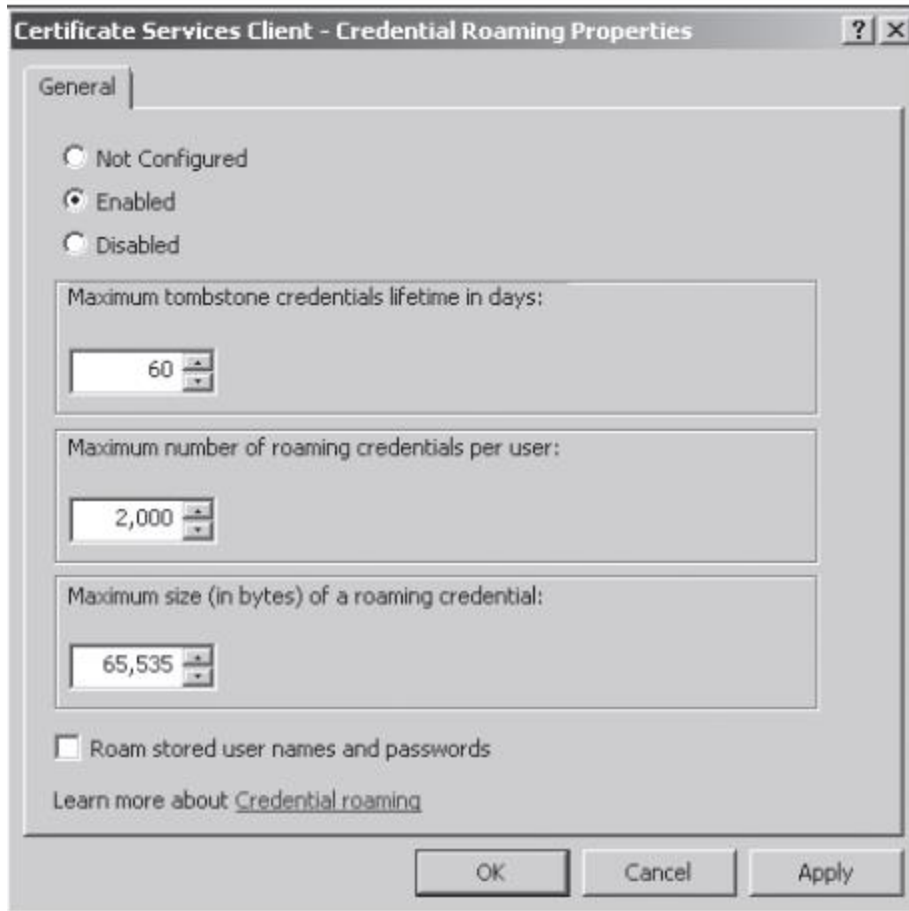 Certificate Services Client - Credential Roaming Properties
General
Not Configured
Enabled
Disabled
Maximum tombstone credentials lifetime in days:
60
Maximum number of roaming credentials per user:
2,000
Maximum size (in bytes) of a roaming credential:
65,535
Roam stored user names and passwords
Learn more about Credential roaming
OK Cancel Apply